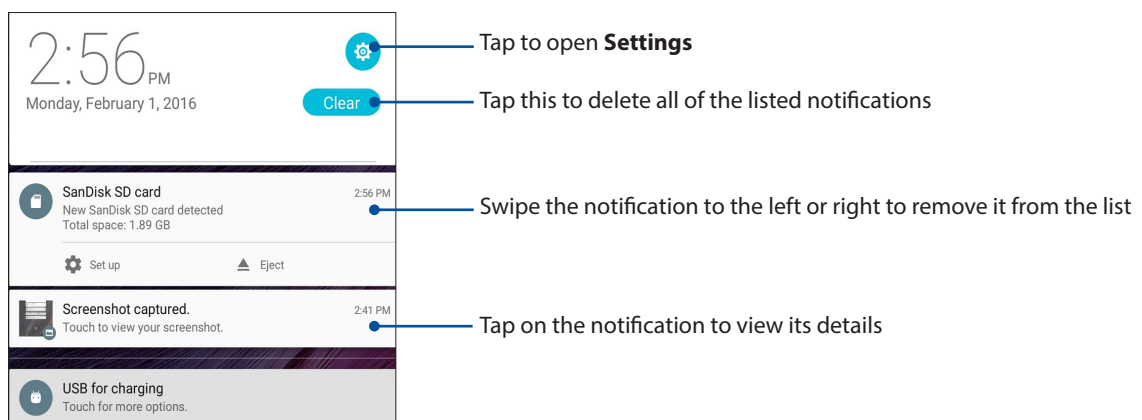 2:56 PM
Tap to open Settings
Monday, February 1, 2016
Clear
Tap this to delete all of the listed notifications
SanDisk SD card
2:56 PM
New SanDisk SD card detected
Total space: 1.89 GB
Swipe the notification to the left or right to remove it from the list
Set up
Eject
Screenshot captured.
2:41 PM
Touch to view your screenshot.
Tap on the notification to view its details
USB for charging
Touch for more options.